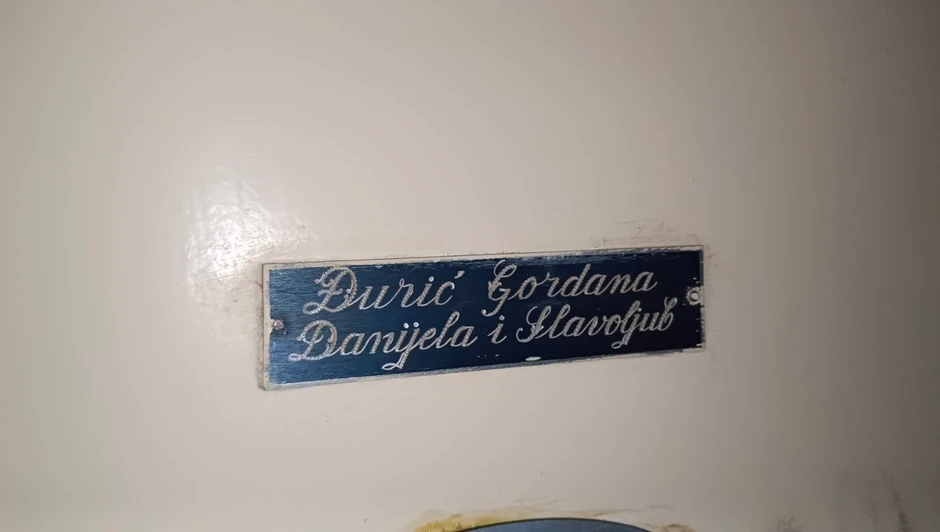 Đurić Gordana
Danijela i Slavoljub